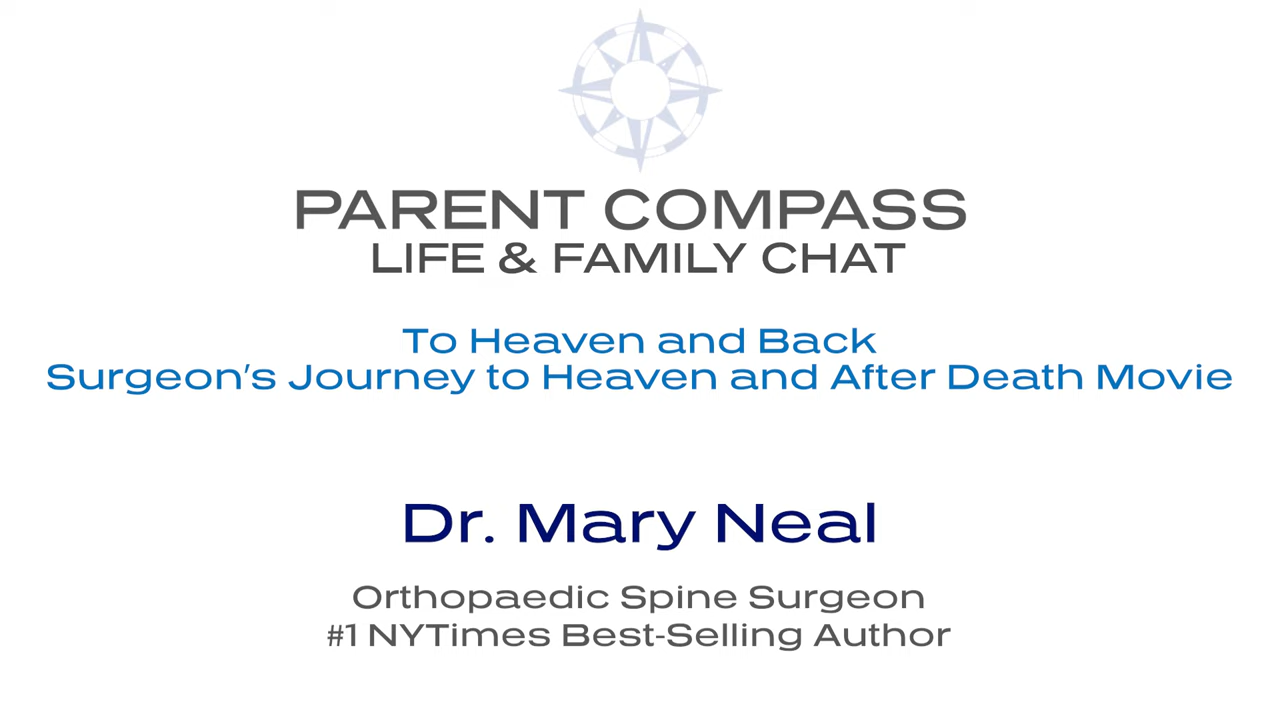 PARENT COMPASS
LIFE & FAMILY CHAT
To Heaven and Back
Surgeon's Journey to Heaven and After Death Movie
Dr. Mary Neal
Orthopaedic Spine Surgeon
#1 NYTimes Best-Selling Author